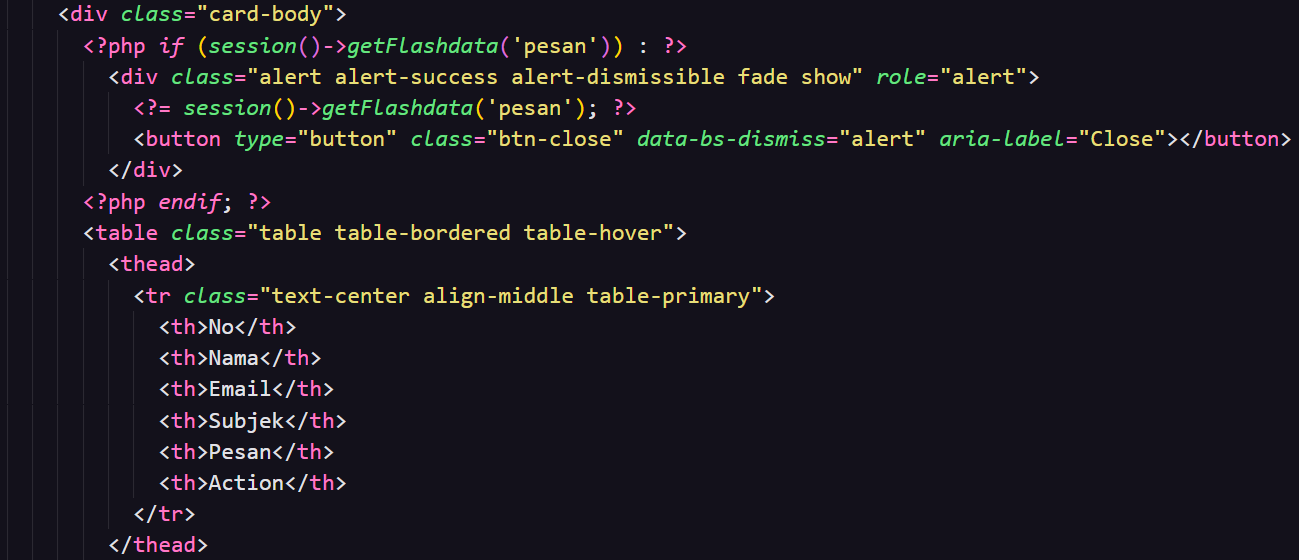 <div class="card-body">
<?php if (session()->getFlashdata('pesan')) : ?>
<div class="alert alert-success alert-dismissible fade show" role="alert">
<?= session()->getFlashdata('pesan'); ?>
<button type="button" class="btn-close" data-bs-dismiss="alert" aria-label="Close"></button>
</div>
<?php endif; ?>
<table class="table table-bordered table-hover">
<thead>
<tr class="text-center align-middle table-primary">
<th>No</th>
<th>Nama</th>
<th>Email</th>
<th>Subjek</th>
<th>Pesan</th>
<th>Action</th>
</tr>
</thead>